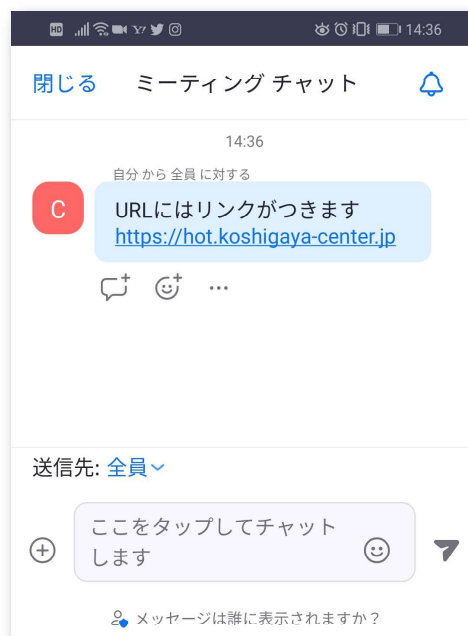 HD Y? 14:36
閉じる ミーティング チャット
14:36
自分 から 全員 に対する
C
URLにはリンクがつきます
https://hot.koshigaya-center.jp
送信先: 全員
ここをタップしてチャット
します
メッセージは誰に表示されますか？